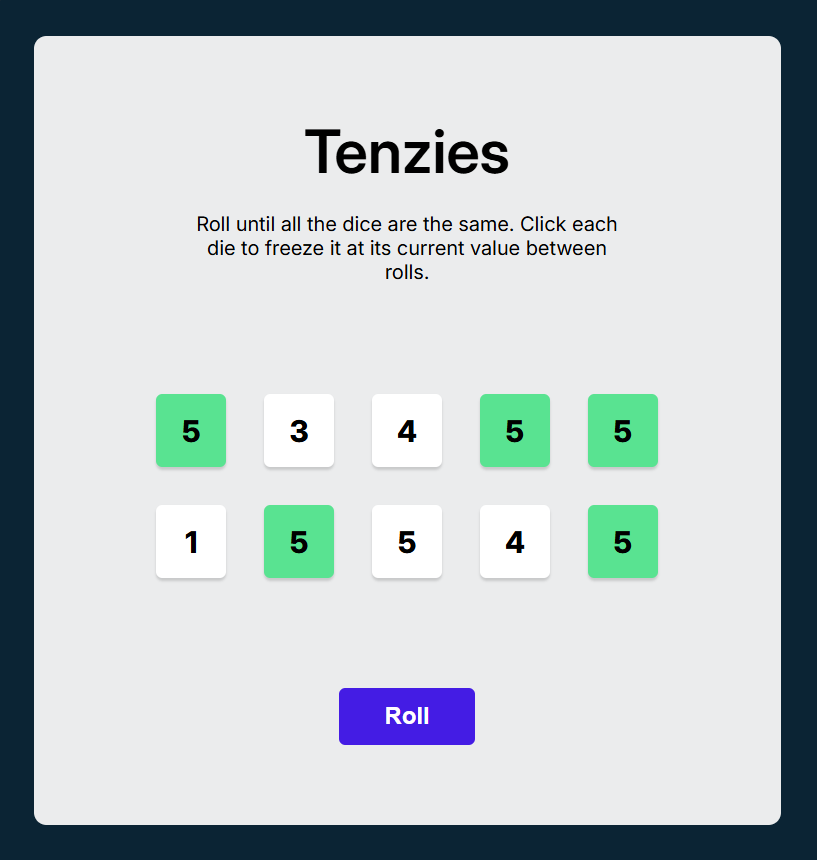 Tenzies
Roll until all the dice are the same. Click each
die to freeze it at its current value between
rolls.
5 3 4 5 5
1 5 5 4 5
Roll